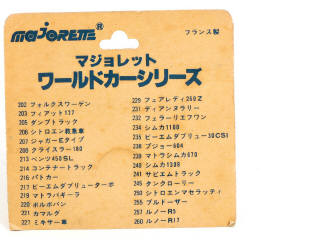 majorette®
フランス製
マジョレット
ワールドカーシリーズ
202 フォルクスワーゲン
203 フィアット127
205 ダンプトラック
206 シトロエン救急車
207 ジャガーEタイプ
208 クライスラー180
213 ベンツ450SL
214 コンテナートラック
216 パトカー
217 ビーエムダブリューターボ
219 マトラバギーラ
220 ボルボバン
221 カマルグ
227 ミキサー車
229 フェアレディ260Z
231 ディアンヌラリー
232 フェラーリエフワン
234 シムカ1100
235 ビーエムダブリュー30CSI
238 プジョー604
239 マトラシムカ670
240 シムカ1308
241 サビエムトラック
245 タンクローリー
250 シトロエンマセラッティ
255 ブルドーザー
257 ルノーR5
260 ルノーR17